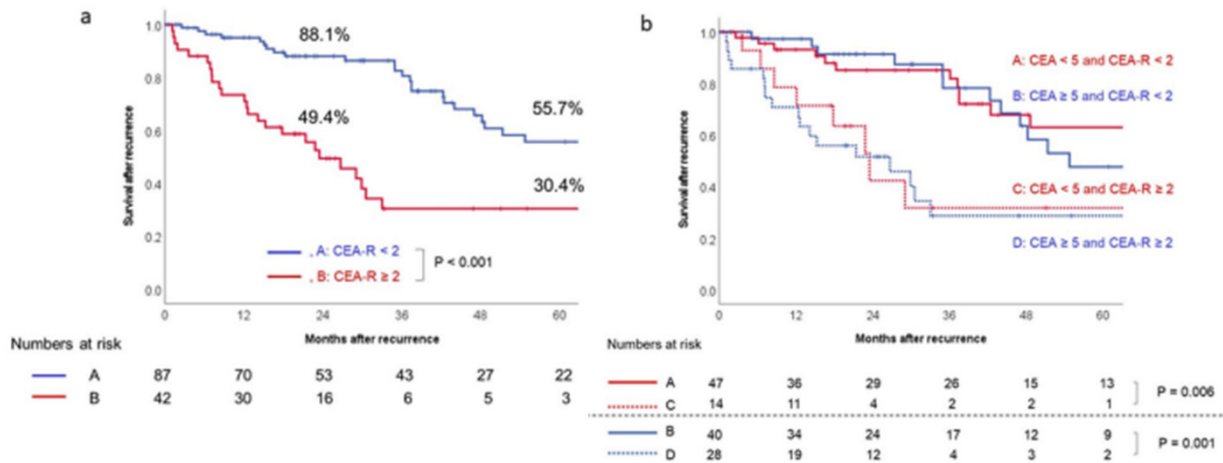 a
1.0
0.8
0.6
0.4
0.2
0.0
Survival after recurrence
88.1%
49.4%
55.7%
30.4%
, A: CEA-R < 2
, B: CEA-R ≥ 2
P < 0.001
0 12 24 36 48 60
Months after recurrence
Numbers at risk
A 87 70 53 43 27 22
B 42 30 16 6 5 3
b
1.0
0.8
0.6
0.4
0.2
0.0
Survival after recurrence
A: CEA < 5 and CEA-R < 2
B: CEA ≥ 5 and CEA-R < 2
C: CEA < 5 and CEA-R ≥ 2
D: CEA ≥ 5 and CEA-R ≥ 2
0 12 24 36 48 60
Months after recurrence
Numbers at risk
A 47 36 29 26 15 13
C 14 11 4 2 2 1
P = 0.006
B 40 34 24 17 12 9
D 28 19 12 4 3 2
P = 0.001